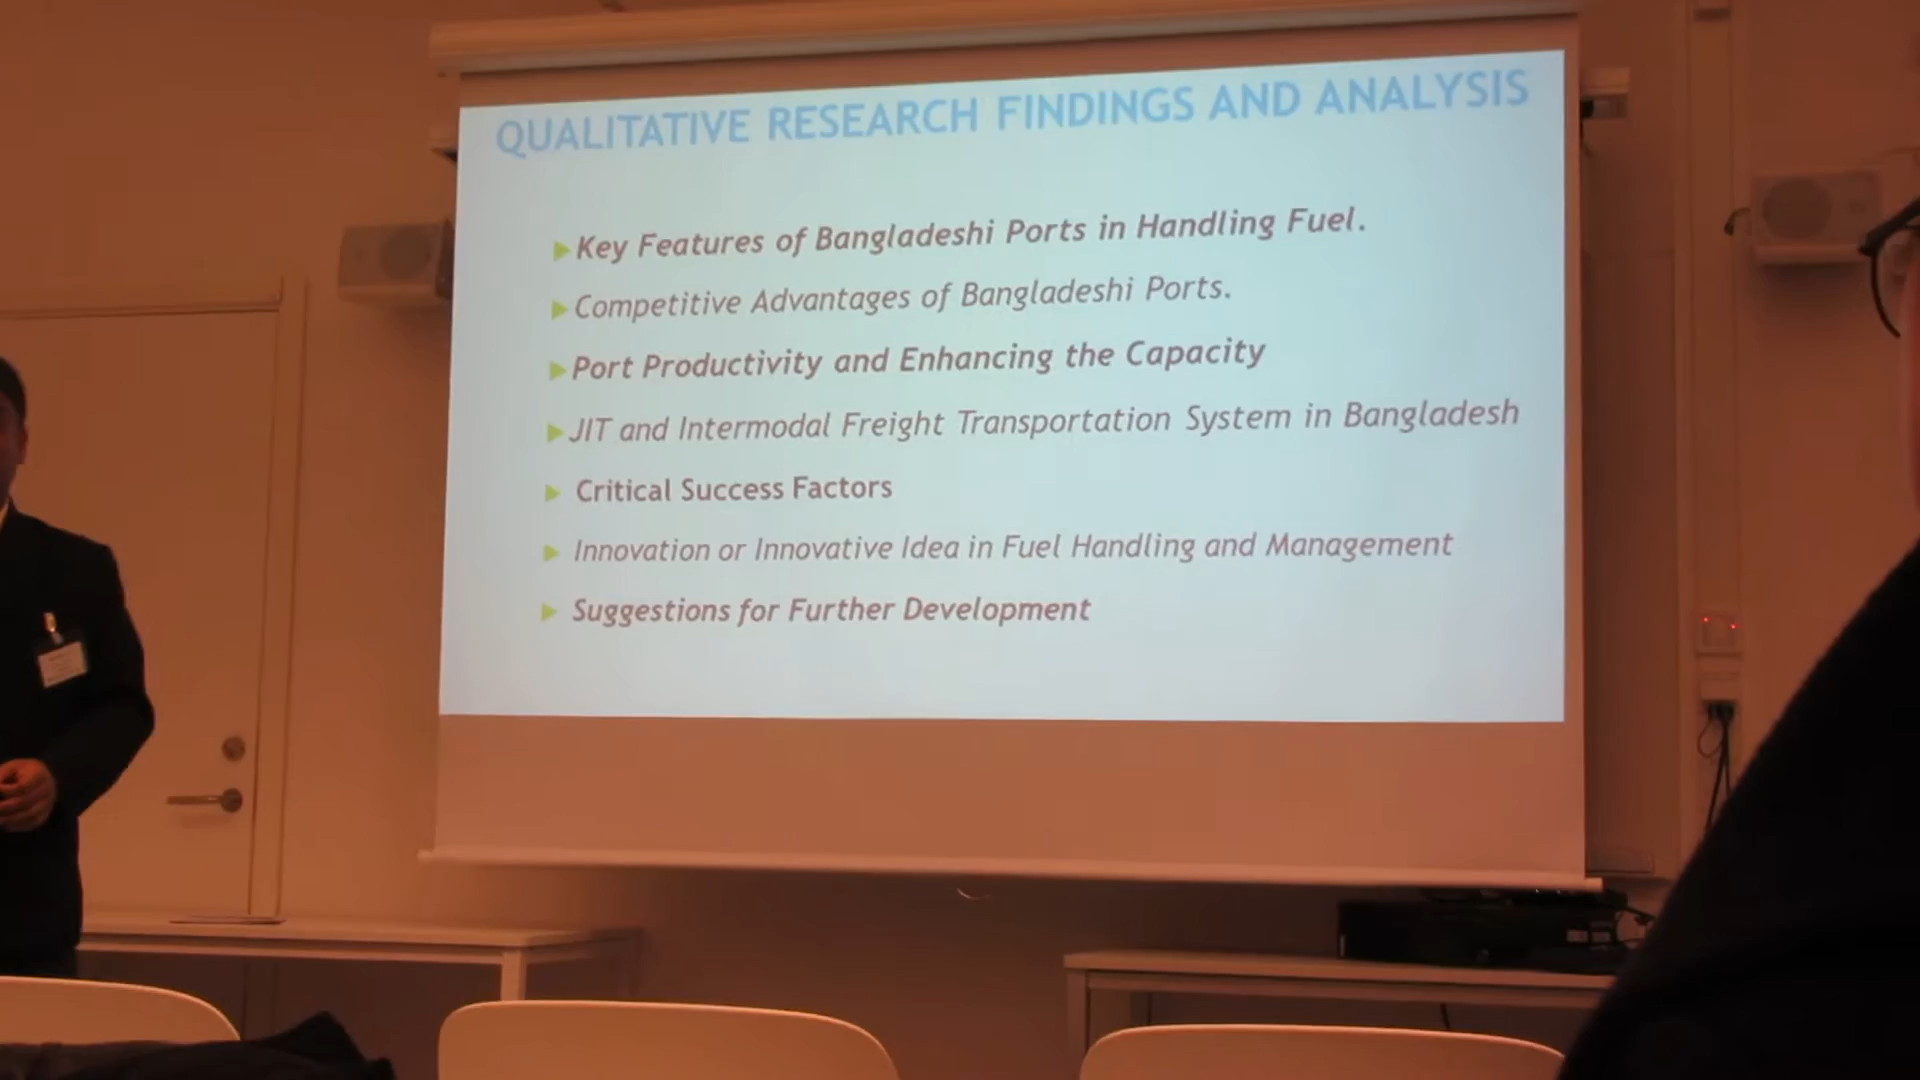 QUALITATIVE RESEARCH FINDINGS AND ANALYSIS
Key Features of Bangladeshi Ports in Handling Fuel.
Competitive Advantages of Bangladeshi Ports.
Port Productivity and Enhancing the Capacity
JIT and Intermodal Freight Transportation System in Bangladesh
Critical Success Factors
Innovation or Innovative Idea in Fuel Handling and Management
Suggestions for Further Development